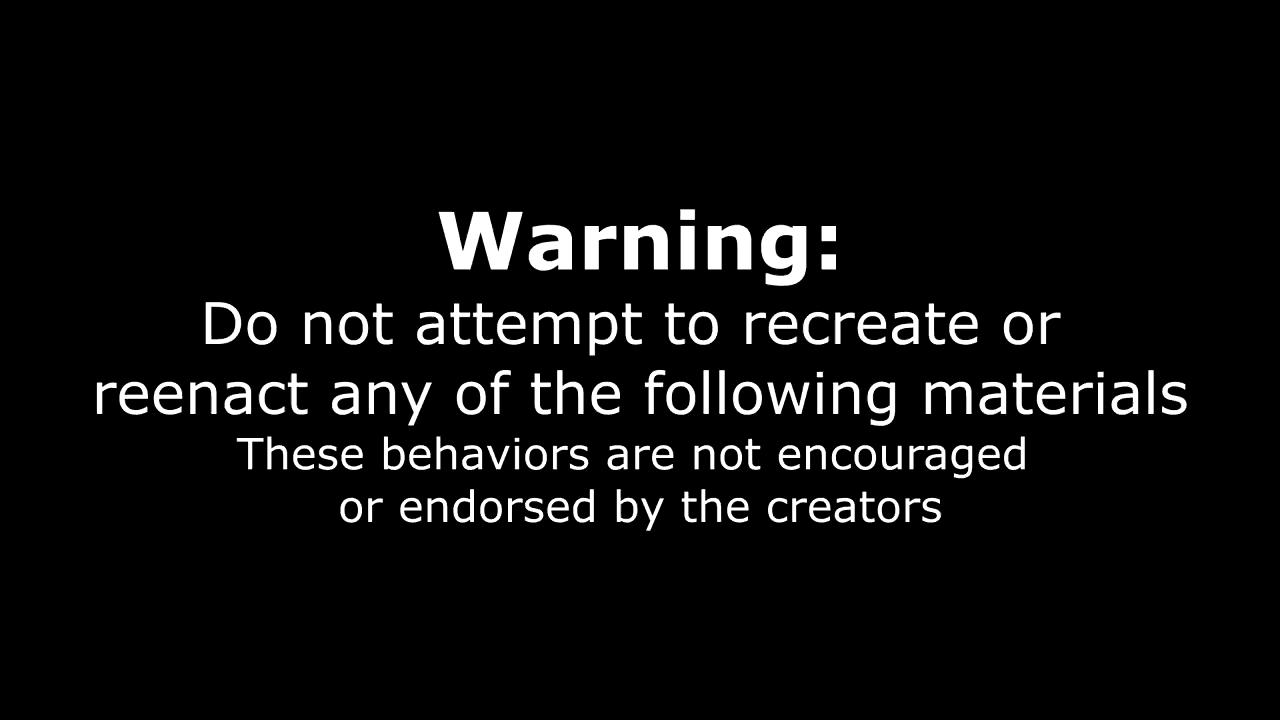 Warning:
Do not attempt to recreate or
reenact any of the following materials
These behaviors are not encouraged
or endorsed by the creators